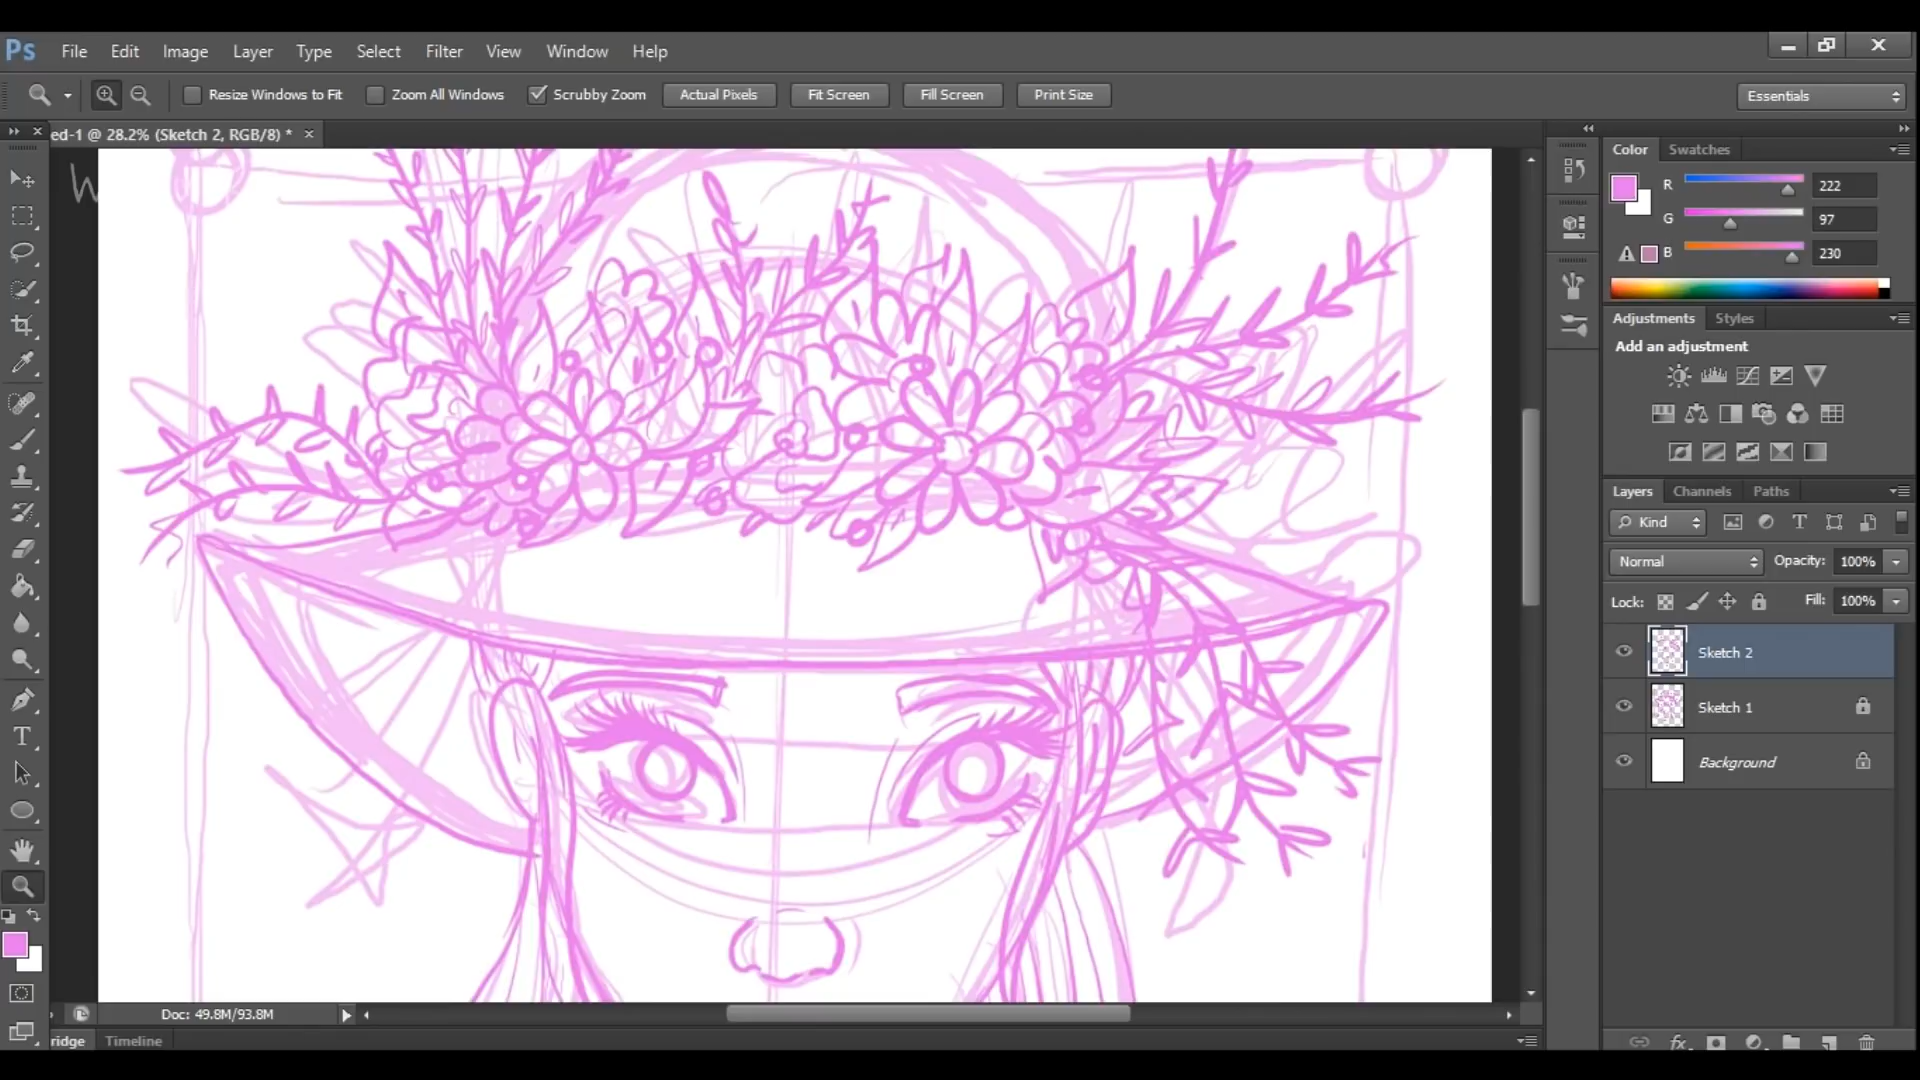 Ps File Edit Image Layer Type Select Filter View Window Help
Resize Windows to Fit Zoom All Windows Scrubby Zoom Actual Pixels Fit Screen Fill Screen Print Size Essentials
ed-1 @ 28.2% (Sketch 2, RGB/8) *
W
Color Swatches
R 222
G 97
B 230
Adjustments Styles
Add an adjustment
Layers Channels Paths
Kind
Normal Opacity: 100%
Lock: Fill: 100%
Sketch 2
Sketch 1
Background
fx
Doc: 49.8M/93.8M
ridge Timeline